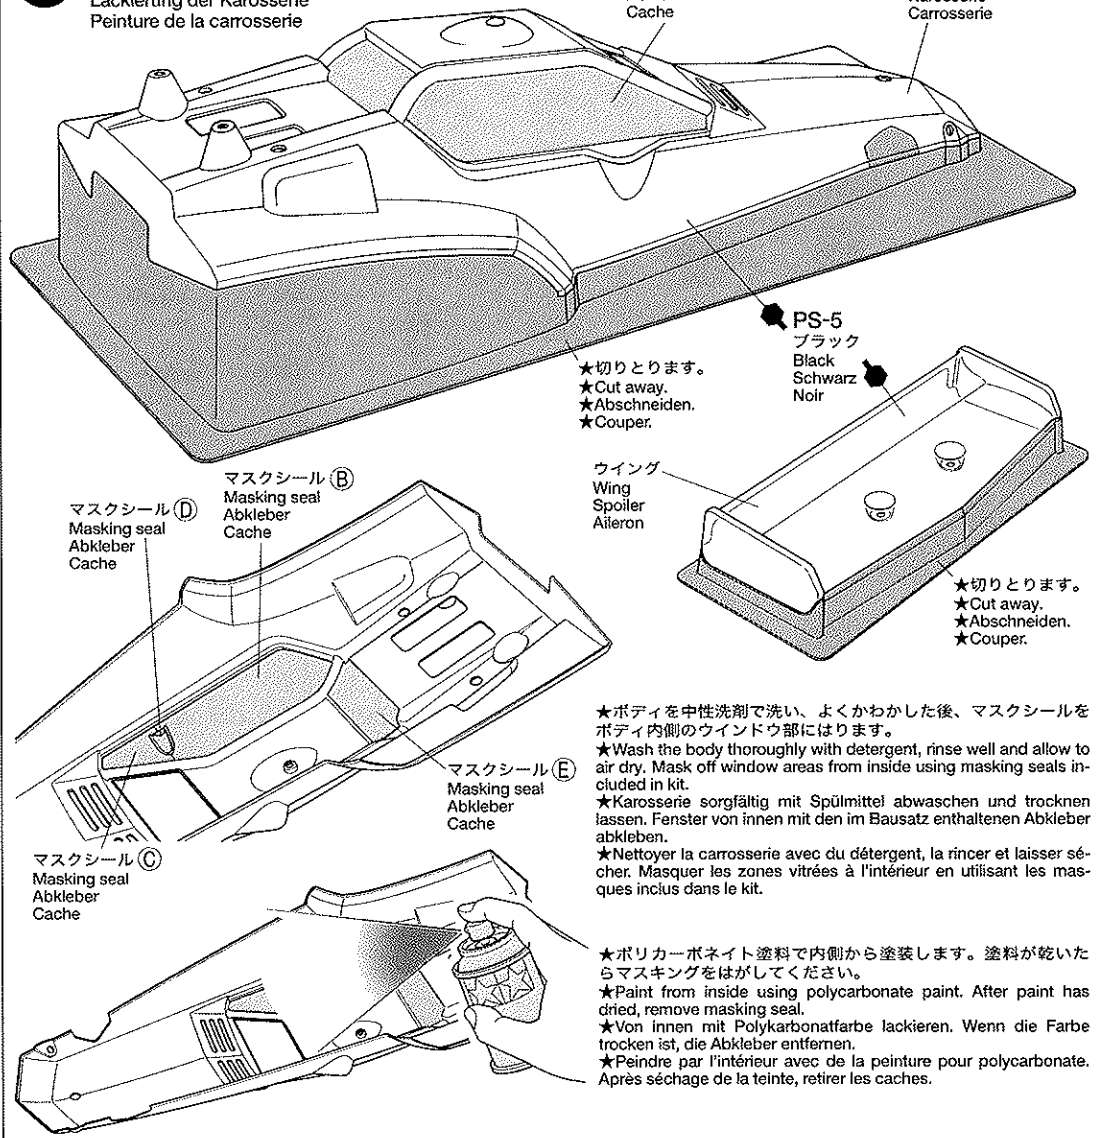 Lackierung der Karosserie
Peinture de la carrosserie
Cache
Karosserie
Carrosserie
PS-5
ブラック
Black
Schwarz
Noir
★切りとります。
★Cut away.
★Abschneiden.
★Couper.
ウイング
Wing
Spoiler
Aileron
★切りとります。
★Cut away.
★Abschneiden.
★Couper.
マスクシール Ⓑ
Masking seal
Abkleber
Cache
マスクシール Ⓓ
Masking seal
Abkleber
Cache
マスクシール Ⓔ
Masking seal
Abkleber
Cache
マスクシール Ⓒ
Masking seal
Abkleber
Cache
★ボディを中性洗剤で洗い、よくかわかした後、マスクシールを
ボディ内側のウインドウ部にはります。
★Wash the body thoroughly with detergent, rinse well and allow to
air dry. Mask off window areas from inside using masking seals in-
cluded in kit.
★Karosserie sorgfältig mit Spülmittel abwaschen und trocknen
lassen. Fenster von innen mit den im Bausatz enthaltenen Abkleber
abkleben.
★Nettoyer la carrosserie avec du détergent, la rincer et laisser sé-
cher. Masquer les zones vitrées à l'intérieur en utilisant les mas-
ques inclus dans le kit.
★ポリカーボネイト塗料で内側から塗装します。塗料が乾いた
らマスキングをはがしてください。
★Paint from inside using polycarbonate paint. After paint has
dried, remove masking seal.
★Von innen mit Polykarbonatfarbe lackieren. Wenn die Farbe
trocken ist, die Abkleber entfernen.
★Peindre par l'intérieur avec de la peinture pour polycarbonate.
Après séchage de la teinte, retirer les caches.